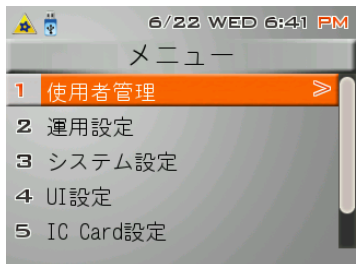 6/22 WED 6:41 PM
メニュー
1 使用者管理
2 運用設定
3 システム設定
4 UI設定
5 IC Card設定